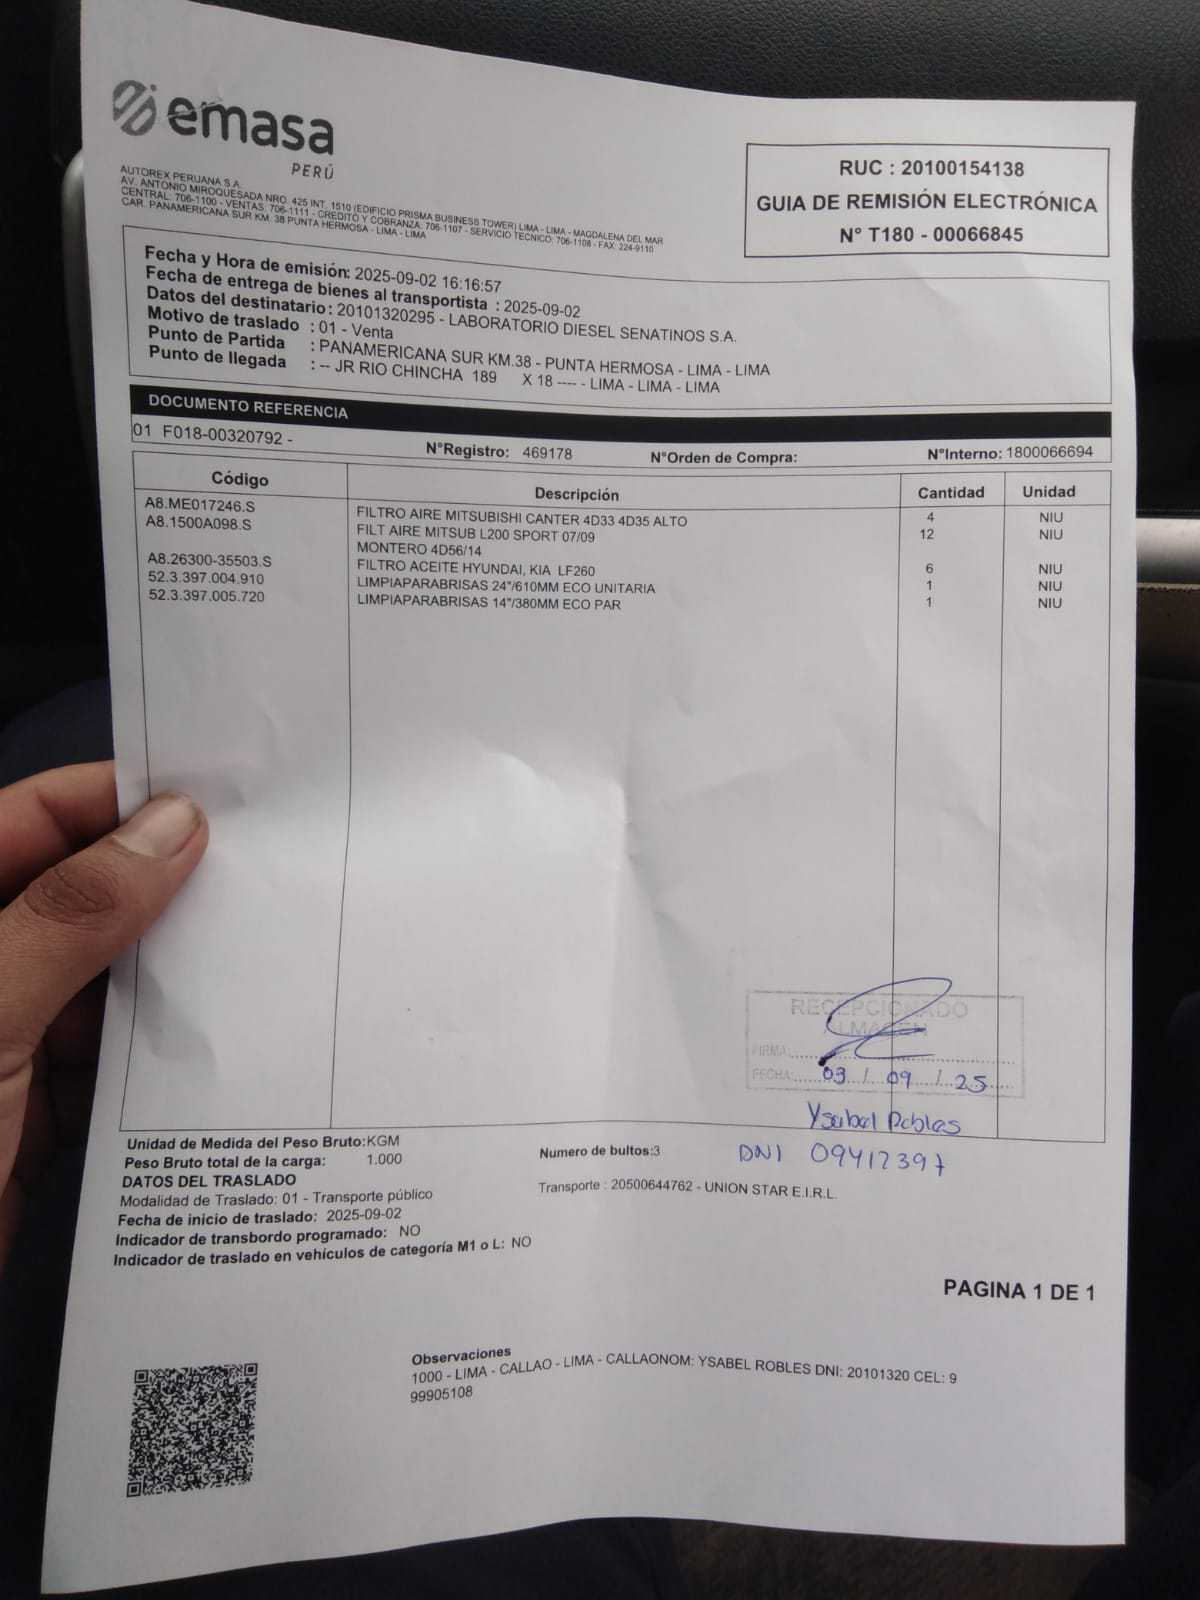 emasa
PERÚ
AUTOREX PERUANA S.A.
AV. ANTONIO MIROQUESADA NRO. 425 INT. 1510 (EDIFICIO PRISMA BUSINESS TOWER) LIMA - LIMA - MAGDALENA DEL MAR
CENTRAL: 706-1100 - VENTAS: 706-1111 - CREDITO Y COBRANZA: 706-1107 - SERVICIO TECNICO: 706-1108 - FAX: 224-9110
CAR. PANAMERICANA SUR KM. 38 PUNTA HERMOSA - LIMA - LIMA
RUC : 20100154138
GUIA DE REMISIÓN ELECTRÓNICA
N° T180 - 00066845
Fecha y Hora de emisión: 2025-09-02 16:16:57
Fecha de entrega de bienes al transportista : 2025-09-02
Datos del destinatario : 20101320295 - LABORATORIO DIESEL SENATINOS S.A.
Motivo de traslado : 01 - Venta
Punto de Partida : PANAMERICANA SUR KM.38 - PUNTA HERMOSA - LIMA - LIMA
Punto de llegada : -- JR RIO CHINCHA 189 X 18 ---- - LIMA - LIMA - LIMA
DOCUMENTO REFERENCIA
01 F018-00320792 - N°Registro: 469178 N°Orden de Compra: N°Interno: 1800066694
Código Descripción Cantidad Unidad
A8.ME017246.S FILTRO AIRE MITSUBISHI CANTER 4D33 4D35 ALTO 4 NIU
A8.1500A098.S FILT AIRE MITSUB L200 SPORT 07/09 12 NIU
MONTERO 4D56/14
A8.26300-35503.S FILTRO ACEITE HYUNDAI, KIA LF260 6 NIU
52.3.397.004.910 LIMPIAPARABRISAS 24"/610MM ECO UNITARIA 1 NIU
52.3.397.005.720 LIMPIAPARABRISAS 14"/380MM ECO PAR 1 NIU
RECEPCIONADO
ALMACEN
FIRMA:
FECHA: 03 / 09 / 25
Ysabel Robles
DNI 09412397
Unidad de Medida del Peso Bruto: KGM
Peso Bruto total de la carga: 1.000 Numero de bultos:3
DATOS DEL TRASLADO
Modalidad de Traslado: 01 - Transporte público Transporte : 20500644762 - UNION STAR E.I.R.L.
Fecha de inicio de traslado: 2025-09-02
Indicador de transbordo programado: NO
Indicador de traslado en vehículos de categoría M1 o L: NO
PAGINA 1 DE 1
Observaciones
1000 - LIMA - CALLAO - LIMA - CALLAONOM: YSABEL ROBLES DNI: 20101320 CEL: 9
99905108